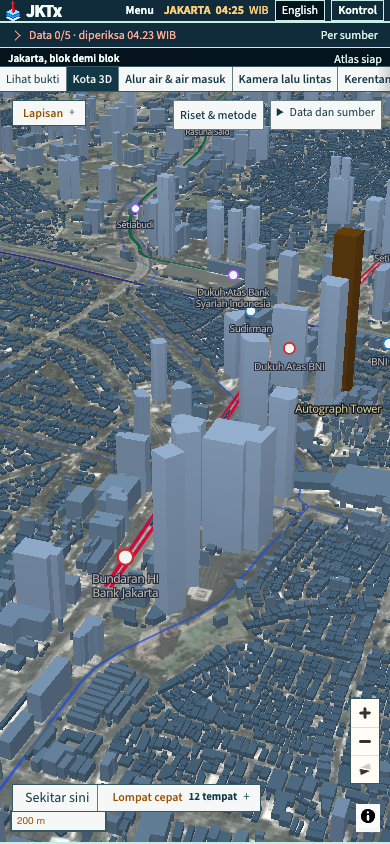 JKTx
Menu
JAKARTA 04:25 WIB
English
Kontrol
Data 0/5 · diperiksa 04.23 WIB
Per sumber
Jakarta, blok demi blok
Atlas siap
Lihat bukti
Kota 3D
Alur air & air masuk
Kamera lalu lintas
Kerentan
Lapisan +
Riset & metode
Data dan sumber
Rasuna Said
Setiabudi
Seti
Dukuh Atas Bank
Syariah Indonesia
Sudirman
Dukuh Atas BNI
BNI
Autograph Tower
Bundaran HI
Bank Jakarta
+
−
Sekitar sini
Lompat cepat 12 tempat +
200 m